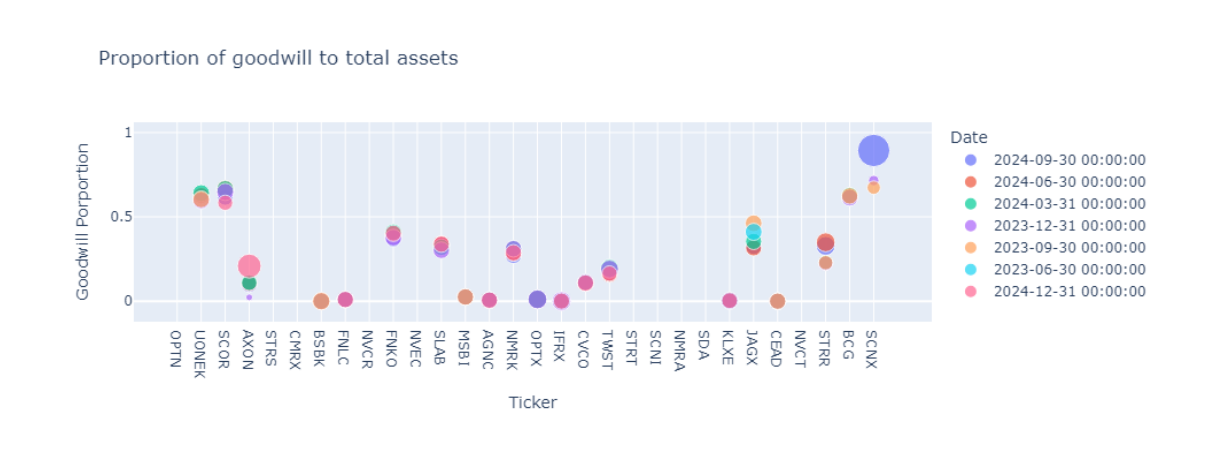 Proportion of goodwill to total assets
Goodwill Porportion
1
0.5
0
OPTN
UONEK
SCOR
AXON
STRS
CMRX
BSBK
FNLC
NVCR
FNKO
NVEC
SLAB
MSBI
AGNC
NMRK
OPTX
IFRX
CVCO
TWST
STRT
SCNI
NMRA
SDA
KLXE
JAGX
CEAD
NVCT
STRR
BCG
SCNX
Ticker
Date
2024-09-30 00:00:00
2024-06-30 00:00:00
2024-03-31 00:00:00
2023-12-31 00:00:00
2023-09-30 00:00:00
2023-06-30 00:00:00
2024-12-31 00:00:00